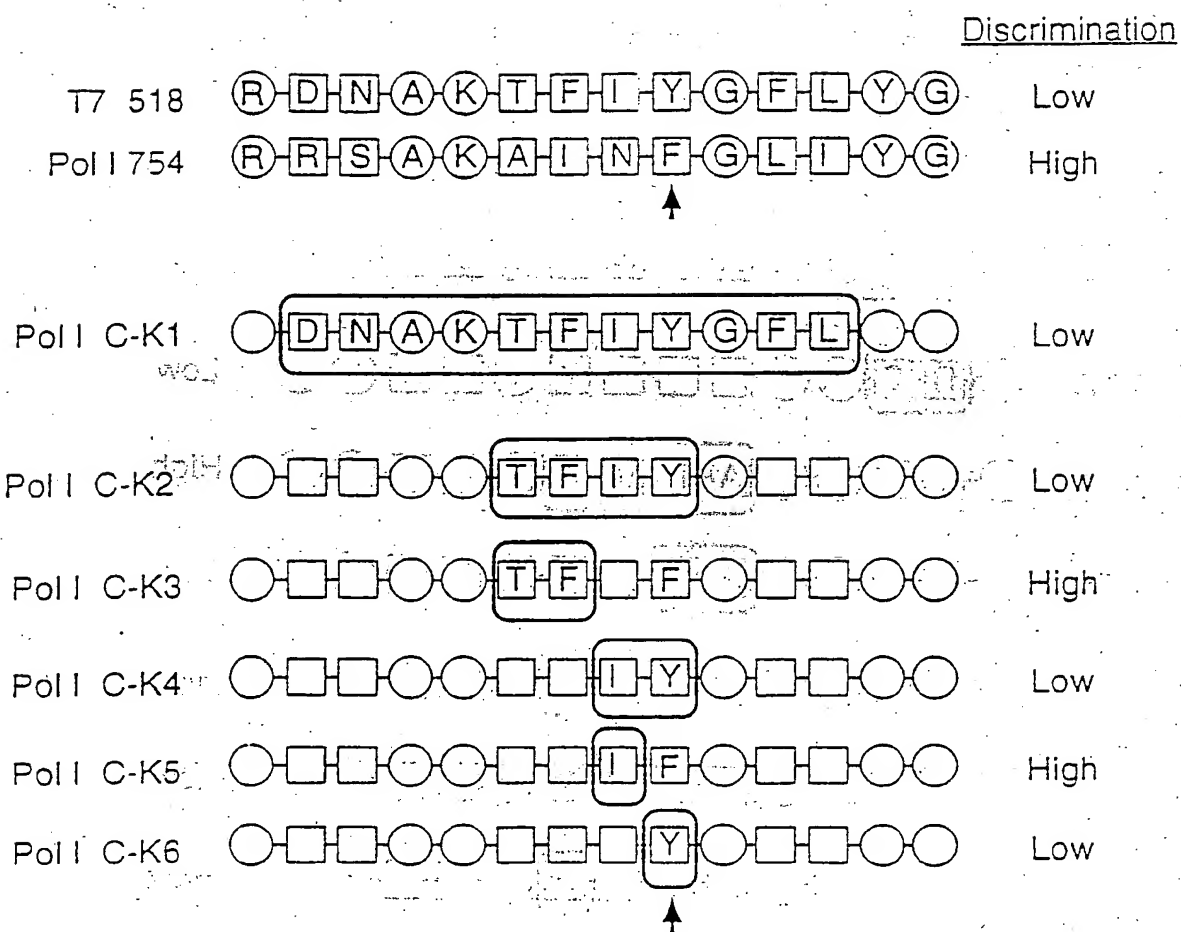 Discrimination
T7 518 R D N A K T F I Y G F L Y G Low
Pol I 754 R R S A K A I N F G L I Y G High
Pol I C-K1 D N A K T F I Y G F L Low
Pol I C-K2 T F I Y Low
Pol I C-K3 T F F High
Pol I C-K4 I Y Low
Pol I C-K5 I F High
Pol I C-K6 Y Low